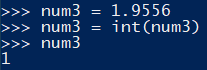 >>> num3 = 1.9556
>>> num3 = int(num3)
>>> num3
1